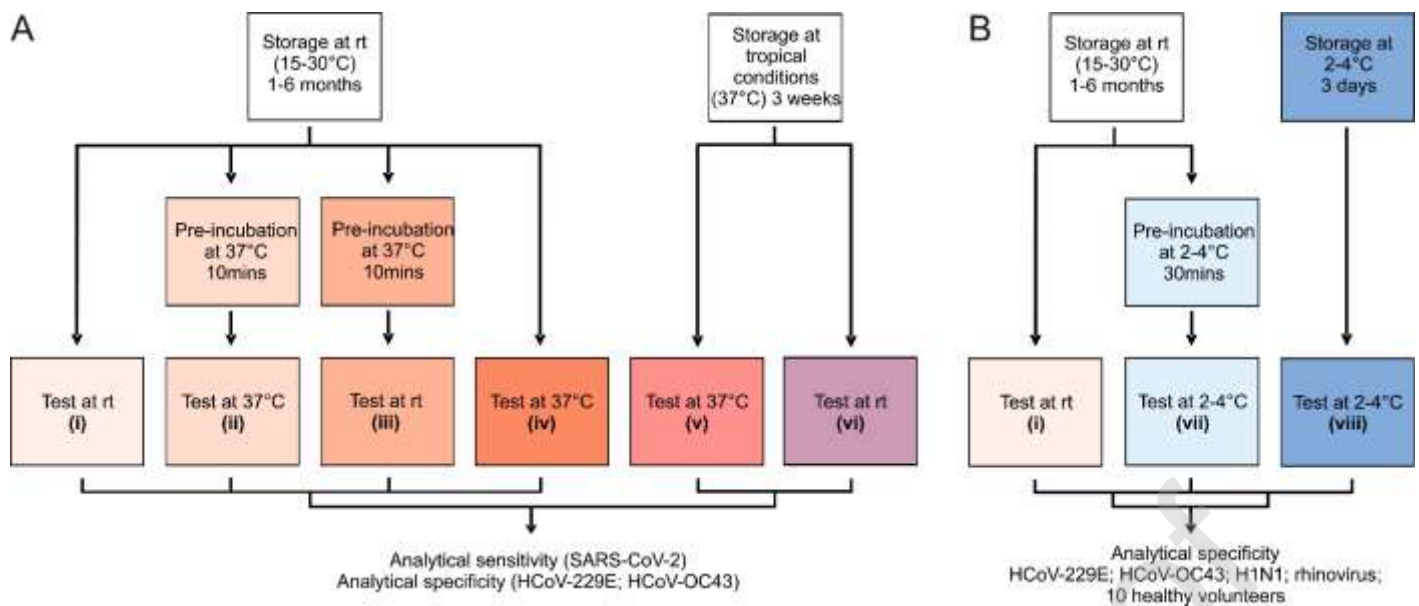 A
Storage at rt
(15-30°C)
1-6 months
Storage at
tropical
conditions
(37°C) 3 weeks
Pre-incubation
at 37°C
10mins
Pre-incubation
at 37°C
10mins
Test at rt
(i)
Test at 37°C
(ii)
Test at rt
(iii)
Test at 37°C
(iv)
Test at 37°C
(v)
Test at rt
(vi)
Analytical sensitivity (SARS-CoV-2)
Analytical specificity (HCoV-229E; HCoV-OC43)
B
Storage at rt
(15-30°C)
1-6 months
Storage at
2-4°C
3 days
Pre-incubation
at 2-4°C
30mins
Test at rt
(i)
Test at 2-4°C
(vii)
Test at 2-4°C
(viii)
Analytical specificity
HCoV-229E; HCoV-OC43; H1N1; rhinovirus;
10 healthy volunteers